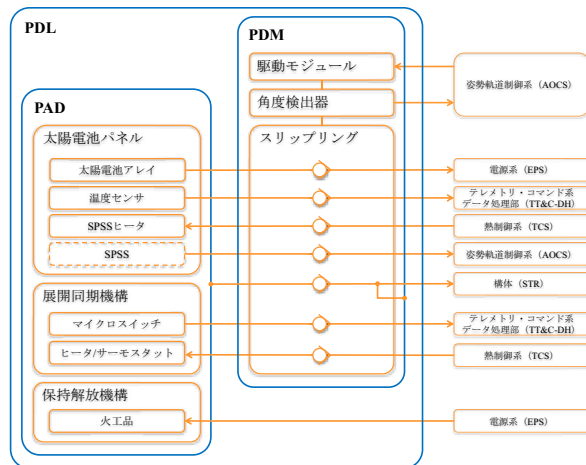 PDL
PDM
駆動モジュール
姿勢軌道制御系（AOCS）
角度検出器
PAD
太陽電池パネル
スリップリング
太陽電池アレイ
電源系（EPS）
温度センサ
テレメトリ・コマンド系
データ処理部（TT&C-DH）
SPSSヒータ
熱制御系（TCS）
SPSS
姿勢軌道制御系（AOCS）
構体（STR）
展開同期機構
マイクロスイッチ
テレメトリ・コマンド系
データ処理部（TT&C-DH）
ヒータ/サーモスタット
熱制御系（TCS）
保持解放機構
火工品
電源系（EPS）